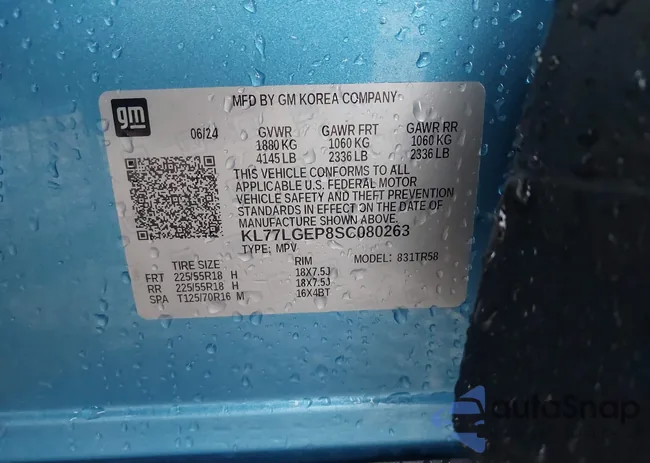 gm
MFD BY GM KOREA COMPANY
06/24 GVWR GAWR FRT GAWR RR
1880 KG 1060 KG 1060 KG
4145 LB 2336 LB 2336 LB
THIS VEHICLE CONFORMS TO ALL
APPLICABLE U.S. FEDERAL MOTOR
VEHICLE SAFETY AND THEFT PREVENTION
STANDARDS IN EFFECT ON THE DATE OF
MANUFACTURE SHOWN ABOVE.
KL77LGEP8SC080263
TYPE: MPV MODEL: 831TR58
TIRE SIZE RIM
FRT 225/55R18 H 18X7.5J
RR 225/55R18 H 18X7.5J
SPA T125/70R16 M 16X4BT
autoSnap